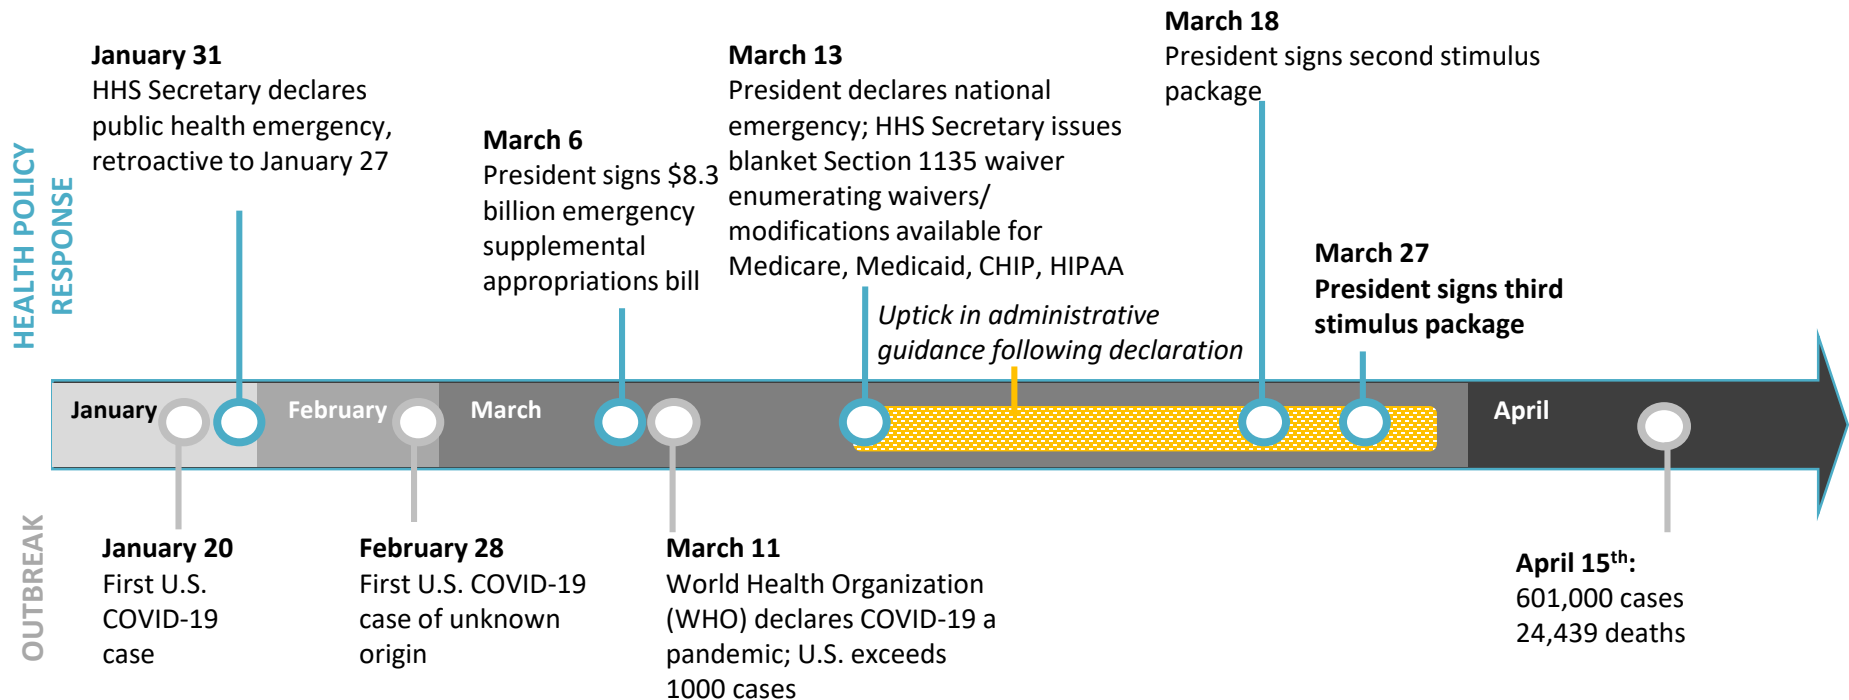 HEALTH POLICY
RESPONSE
January 31
HHS Secretary declares
public health emergency,
retroactive to January 27
March 6
President signs $8.3
billion emergency
supplemental
appropriations bill
March 13
President declares national
emergency; HHS Secretary issues
blanket Section 1135 waiver
enumerating waivers/
modifications available for
Medicare, Medicaid, CHIP, HIPAA
Uptick in administrative
guidance following declaration
March 18
President signs second stimulus
package
March 27
President signs third
stimulus package
January
February
March
April
OUTBREAK
January 20
First U.S.
COVID-19
case
February 28
First U.S. COVID-19
case of unknown
origin
March 11
World Health Organization
(WHO) declares COVID-19 a
pandemic; U.S. exceeds
1000 cases
April 15th:
601,000 cases
24,439 deaths